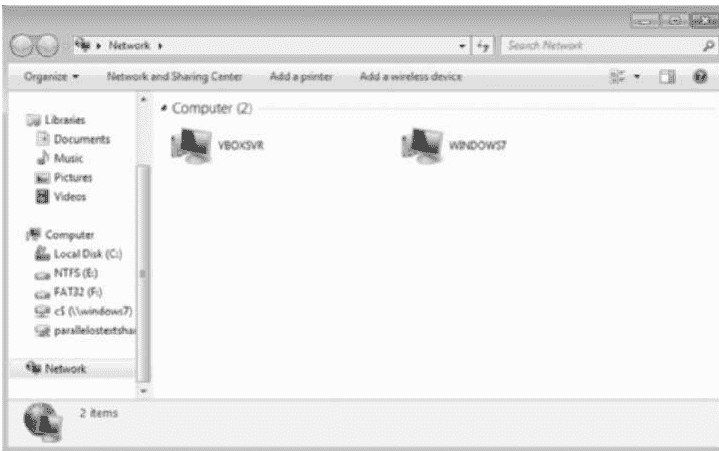 Network
Search Network
Organize
Network and Sharing Center
Add a printer
Add a wireless device
Libraries
Documents
Music
Pictures
Videos
Computer
Local Disk (C:)
NTFS (E:)
FAT32 (F:)
c$ (\\windows7)
parallelostextsha
Network
Computer (2)
VBOXSVR
WINDOWS7
2 items